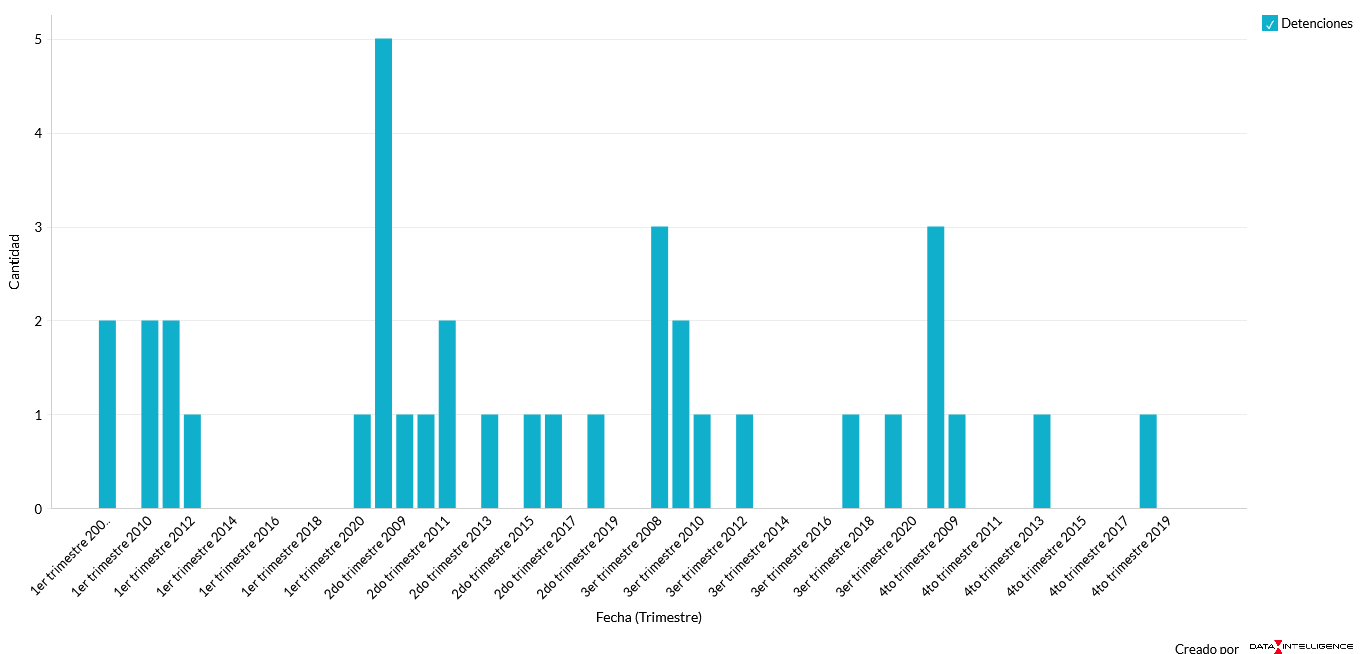 Detenciones
5
4
3
2
1
0
Cantidad
1er trimestre 200..
1er trimestre 2010
1er trimestre 2012
1er trimestre 2014
1er trimestre 2016
1er trimestre 2018
1er trimestre 2020
2do trimestre 2009
2do trimestre 2011
2do trimestre 2013
2do trimestre 2015
2do trimestre 2017
2do trimestre 2019
3er trimestre 2008
3er trimestre 2010
3er trimestre 2012
3er trimestre 2014
3er trimestre 2016
3er trimestre 2018
3er trimestre 2020
4to trimestre 2009
4to trimestre 2011
4to trimestre 2013
4to trimestre 2015
4to trimestre 2017
4to trimestre 2019
Fecha (Trimestre)
Creado por DATA INTELLIGENCE